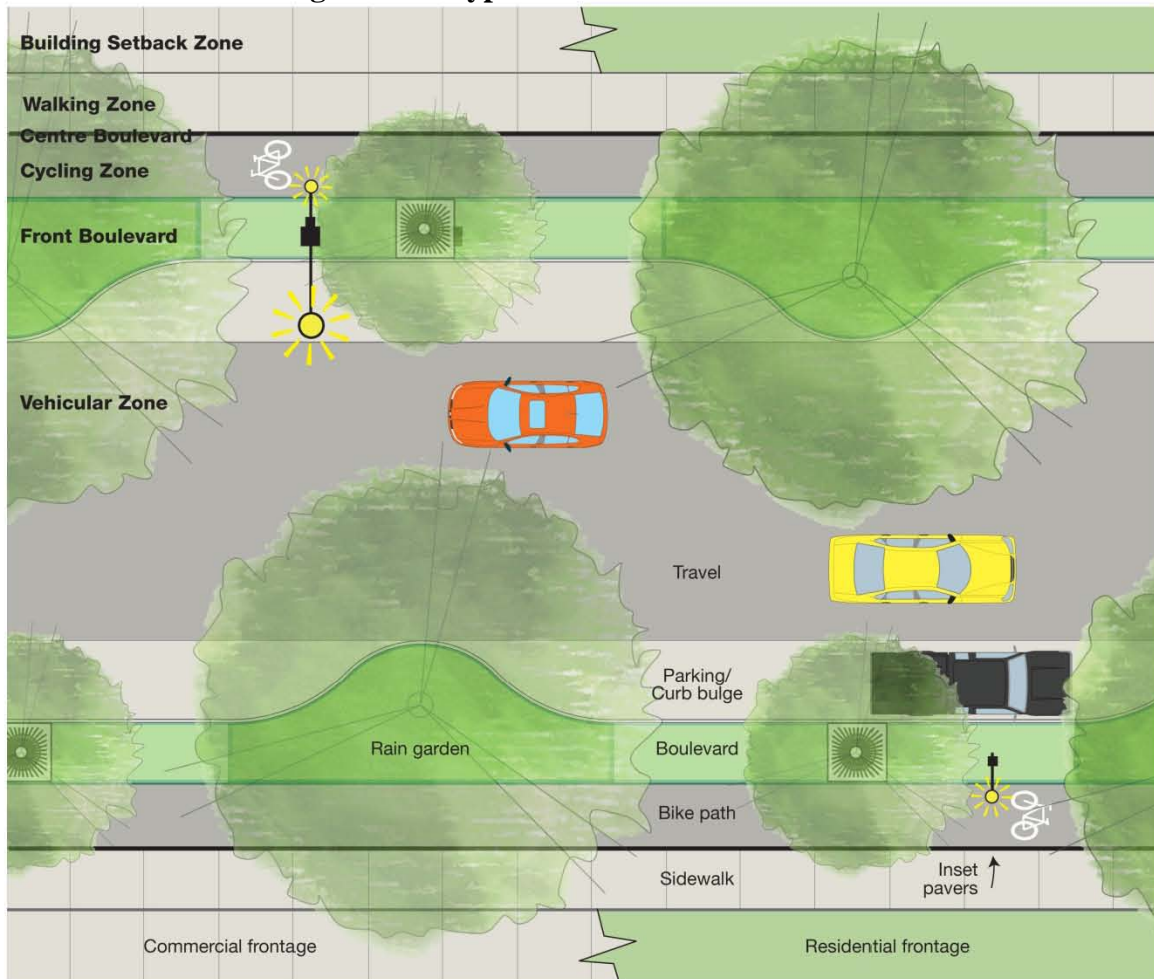 Building Setback Zone
Walking Zone
Centre Boulevard
Cycling Zone
Front Boulevard
Vehicular Zone
Travel
Parking/
Curb bulge
Rain garden
Boulevard
Bike path
Sidewalk
Inset
pavers
Commercial frontage
Residential frontage